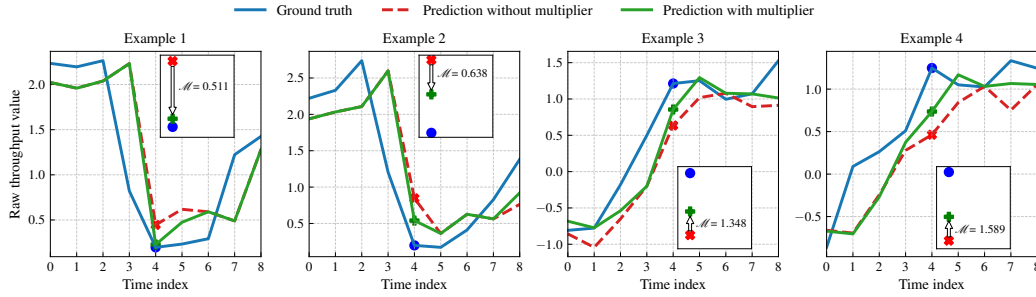 Ground truth
Prediction without multiplier
Prediction with multiplier
Example 1
Example 2
Example 3
Example 4
Raw throughput value
2.0
1.5
1.0
0.5
ℳ = 0.511
0 1 2 3 4 5 6 7 8
Time index
2.5
2.0
1.5
1.0
0.5
ℳ = 0.638
0 1 2 3 4 5 6 7 8
Time index
1.5
1.0
0.5
0.0
−0.5
−1.0
ℳ = 1.348
0 1 2 3 4 5 6 7 8
Time index
1.0
0.5
0.0
−0.5
ℳ = 1.589
0 1 2 3 4 5 6 7 8
Time index